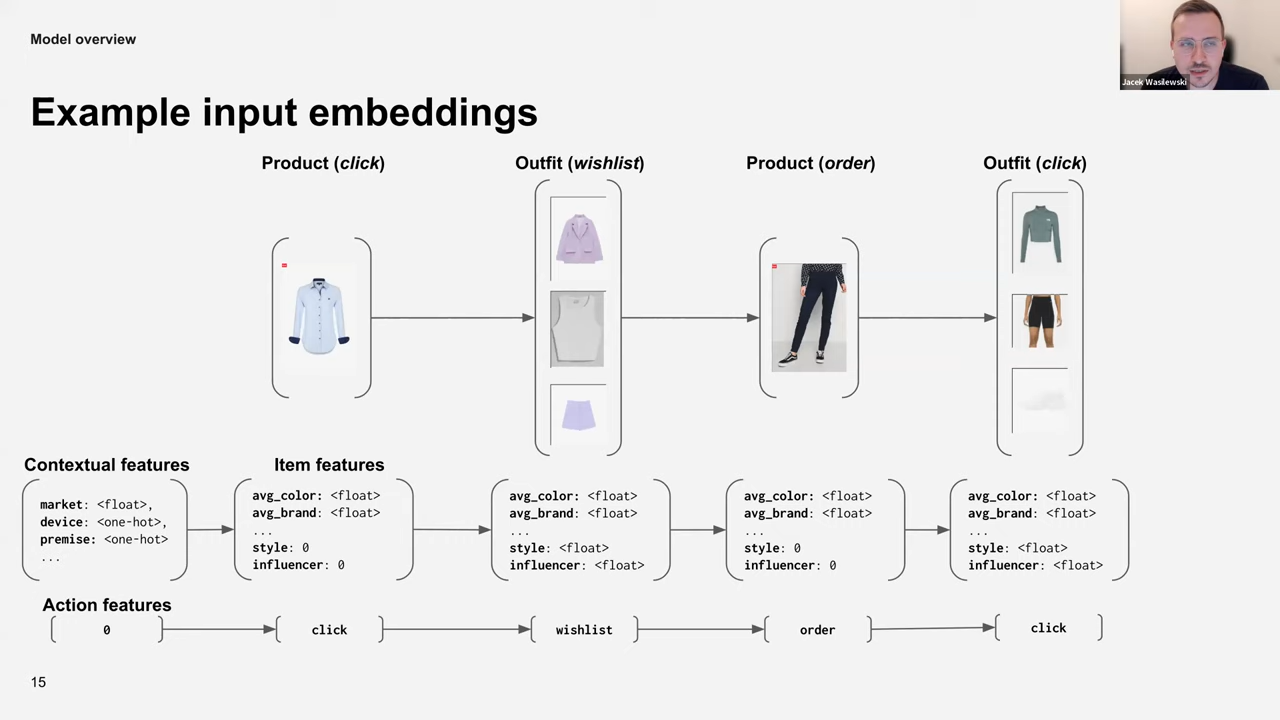 Model overview
Jacek Wasilewski
Example input embeddings
Product (click)
Outfit (wishlist)
Product (order)
Outfit (click)
Contextual features
Item features
market: <float>,
device: <one-hot>,
premise: <one-hot>
...
avg_color: <float>
avg_brand: <float>
...
style: 0
influencer: 0
avg_color: <float>
avg_brand: <float>
...
style: <float>
influencer: <float>
avg_color: <float>
avg_brand: <float>
...
style: 0
influencer: 0
avg_color: <float>
avg_brand: <float>
...
style: <float>
influencer: <float>
Action features
0
click
wishlist
order
click
15